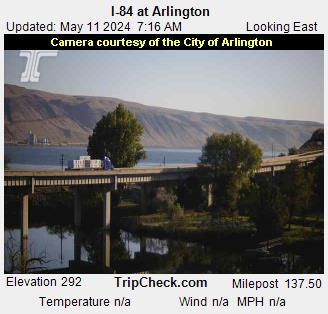 I-84 at Arlington
Updated: May 11 2024 7:16 AM Looking East
Camera courtesy of the City of Arlington
TripCheck.com
Elevation 292 Milepost 137.50
Temperature n/a Wind n/a MPH n/a